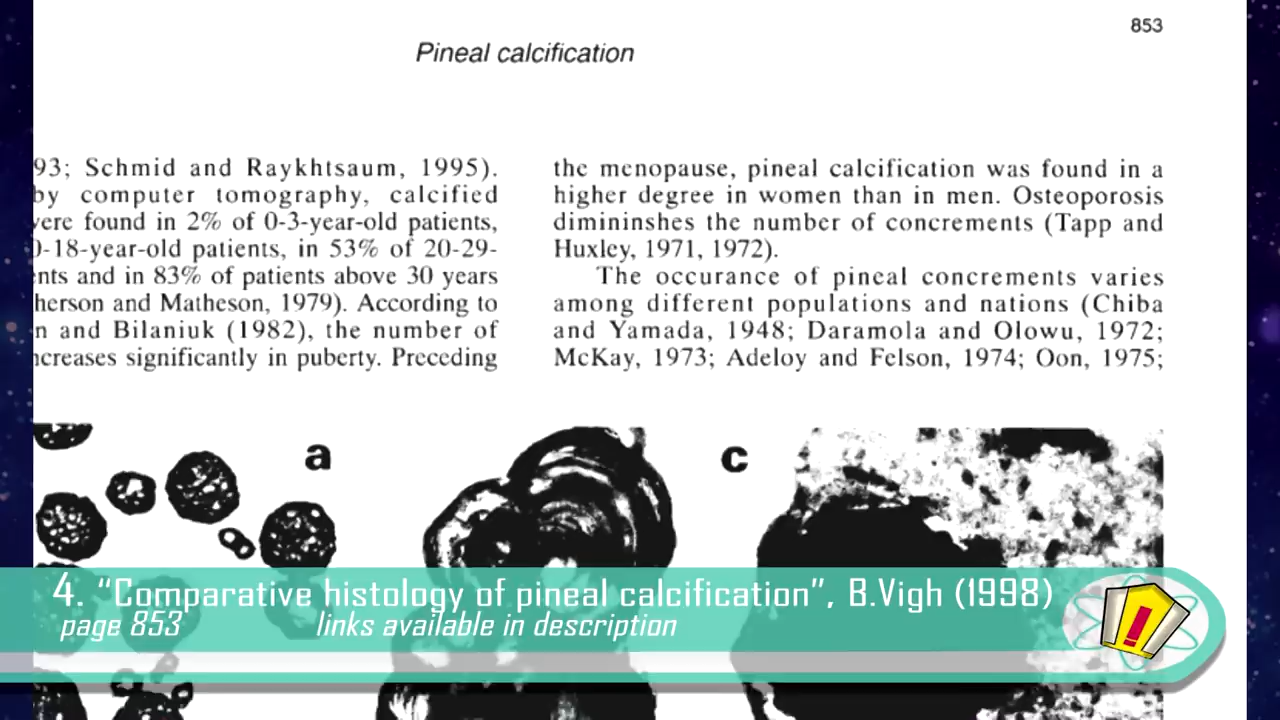 853
Pineal calcification
93; Schmid and Raykhtsaum, 1995).
by computer tomography, calcified
were found in 2% of 0-3-year-old patients,
0-18-year-old patients, in 53% of 20-29-
nts and in 83% of patients above 30 years
herson and Matheson, 1979). According to
n and Bilaniuk (1982), the number of
ncreases significantly in puberty. Preceding
the menopause, pineal calcification was found in a
higher degree in women than in men. Osteoporosis
dimininshes the number of concrements (Tapp and
Huxley, 1971, 1972).
The occurance of pineal concrements varies
among different populations and nations (Chiba
and Yamada, 1948; Daramola and Olowu, 1972;
McKay, 1973; Adeloy and Felson, 1974; Oon, 1975;
a
c
4. “Comparative histology of pineal calcification”, B.Vigh (1998)
page 853 links available in description
!